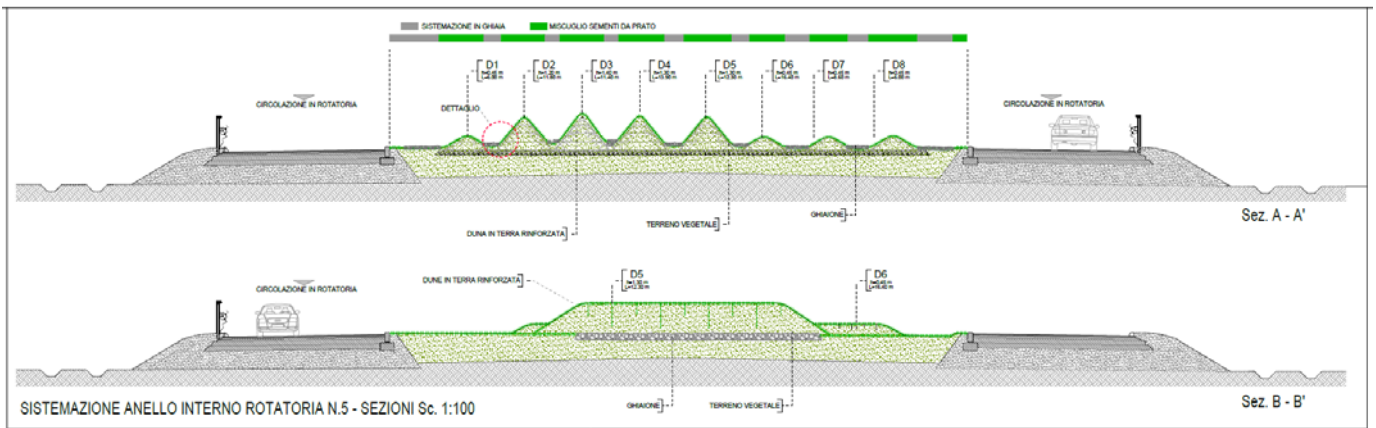 SISTEMAZIONE IN GHIAIA
MISCUGLIO SEMENTI DA PRATO
D1
D2
D3
D4
D5
D6
D7
D8
CIRCOLAZIONE IN ROTATORIA
DETTAGLIO
CIRCOLAZIONE IN ROTATORIA
DUNA IN TERRA RINFORZATA
TERRENO VEGETALE
GHIAIONE
Sez. A - A'
CIRCOLAZIONE IN ROTATORIA
DUNE IN TERRA RINFORZATA
D5
D6
GHIAIONE
TERRENO VEGETALE
Sez. B - B'
SISTEMAZIONE ANELLO INTERNO ROTATORIA N.5 - SEZIONI Sc. 1:100